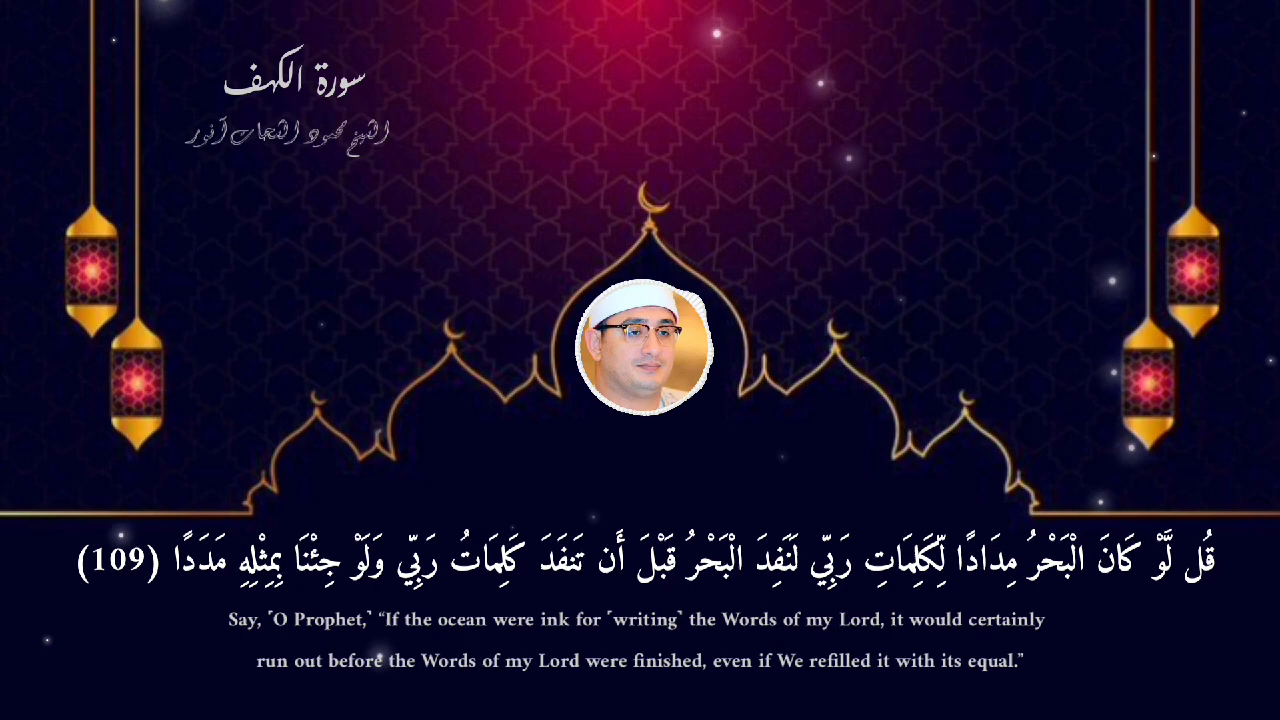 سورة الكهف
الشيخ محمود الشحات أنور
قُل لَّوْ كَانَ الْبَحْرُ مِدَادًا لِّكَلِمَاتِ رَبِّي لَنَفِدَ الْبَحْرُ قَبْلَ أَن تَنفَدَ كَلِمَاتُ رَبِّي وَلَوْ جِئْنَا بِمِثْلِهِ مَدَدًا (109)
Say, ˹O Prophet,˺ “If the ocean were ink for ˹writing˺ the Words of my Lord, it would certainly
run out before the Words of my Lord were finished, even if We refilled it with its equal.”